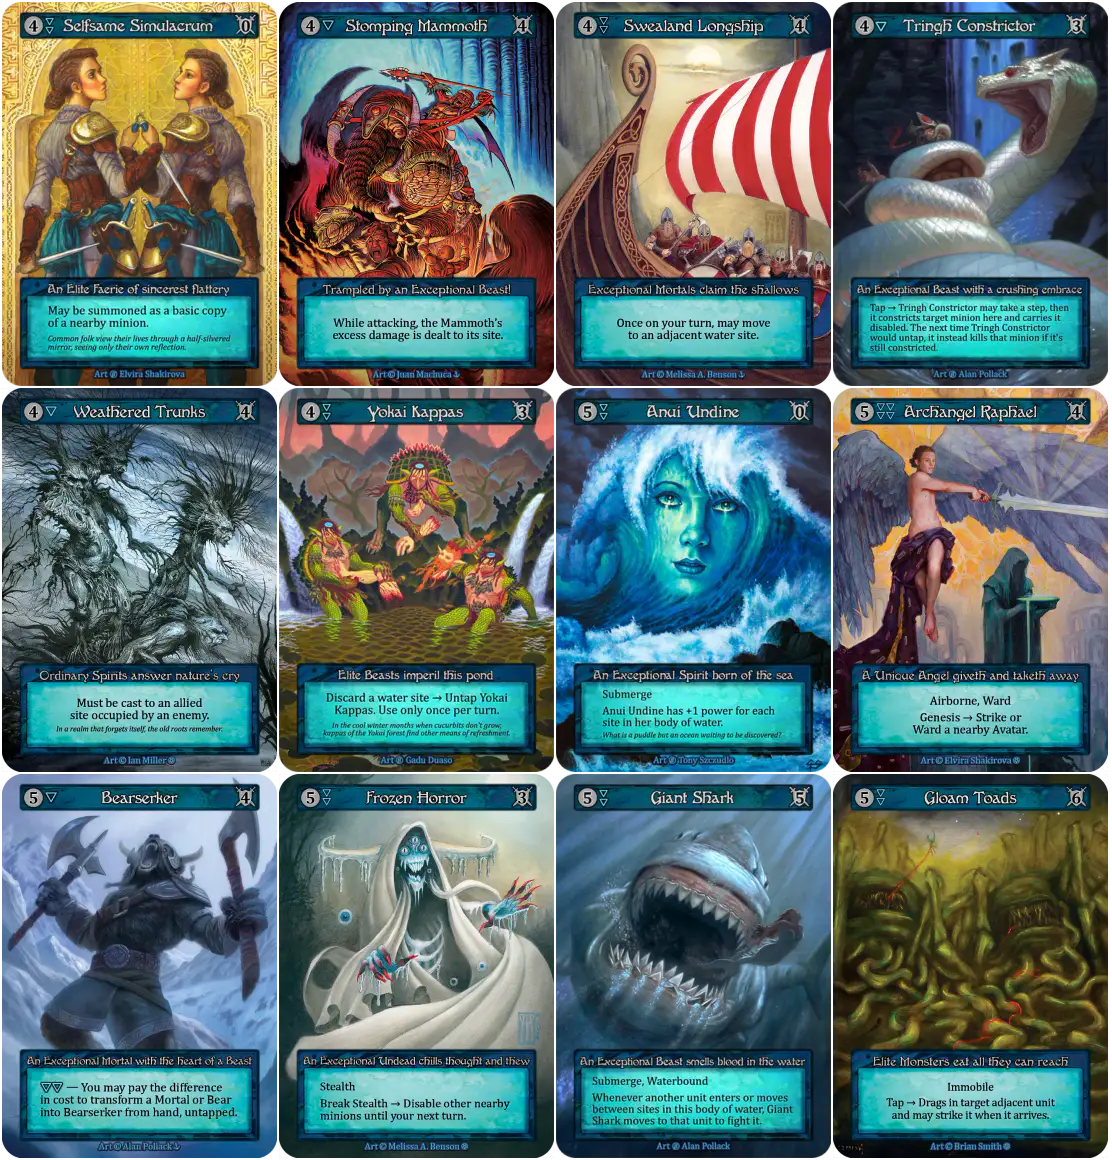 4 Selfsame Simulacrum 0
An Elite Faerie of sincerest flattery
May be summoned as a basic copy
of a nearby minion.
Common folk view their lives through a half-silvered
mirror, seeing only their own reflection.
Art Ⓟ Elvira Shakirova
4 Stomping Mammoth 4
Trampled by an Exceptional Beast!
While attacking, the Mammoth's
excess damage is dealt to its site.
Art © Juan Machuca
4 Swealand Longship 4
Exceptional Mortals claim the shallows
Once on your turn, may move
to an adjacent water site.
Art © Melissa A. Benson
4 Tringh Constrictor 3
An Exceptional Beast with a crushing embrace
Tap → Tringh Constrictor may take a step, then
it constricts target minion here and carries it
disabled. The next time Tringh Constrictor
would untap, it instead kills that minion if it's
still constricted.
Art Ⓟ Alan Pollack
4 Weathered Trunks 4
Ordinary Spirits answer nature's cry
Must be cast to an allied
site occupied by an enemy.
In a realm that forgets itself, the old roots remember.
Art © Ian Miller
4 Yokai Kappas 3
Elite Beasts imperil this pond
Discard a water site → Untap Yokai
Kappas. Use only once per turn.
In the cool winter months when cucurbits don't grow,
kappas of the Yokai forest find other means of refreshment.
Art Ⓟ Gadu Duaso
5 Anui Undine 0
An Exceptional Spirit born of the sea
Submerge
Anui Undine has +1 power for each
site in her body of water.
What is a puddle but an ocean waiting to be discovered?
Art Ⓟ Tony Szczudlo
5 Archangel Raphael 4
A Unique Angel giveth and taketh away
Airborne, Ward
Genesis → Strike or
Ward a nearby Avatar.
Art © Elvira Shakirova
5 Bearserker 4
An Exceptional Mortal with the heart of a Beast
— You may pay the difference
in cost to transform a Mortal or Bear
into Bearserker from hand, untapped.
Art © Alan Pollack
5 Frozen Horror 3
An Exceptional Undead chills thought and thew
Stealth
Break Stealth → Disable other nearby
minions until your next turn.
Art © Melissa A. Benson
5 Giant Shark 5
An Exceptional Beast smells blood in the water
Submerge, Waterbound
Whenever another unit enters or moves
between sites in this body of water, Giant
Shark moves to that unit to fight it.
Art Ⓟ Alan Pollack
5 Gloam Toads 6
Elite Monsters eat all they can reach
Immobile
Tap → Drags in target adjacent unit
and may strike it when it arrives.
Art © Brian Smith